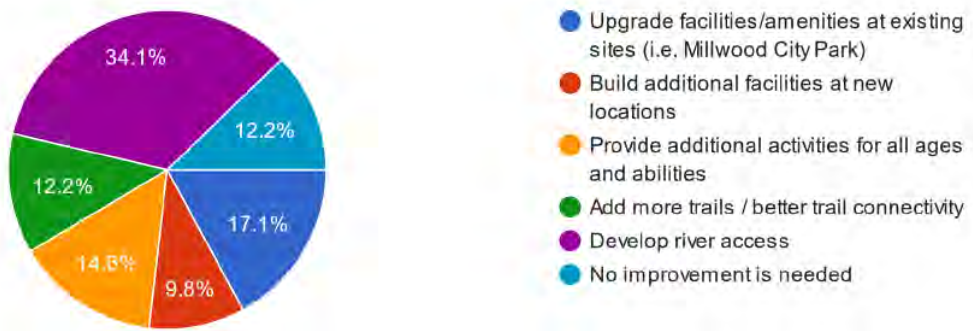 34.1%
12.2%
12.2%
17.1%
14.6%
9.8%
Upgrade facilities/amenities at existing
sites (i.e. Millwood City Park)
Build additional facilities at new
locations
Provide additional activities for all ages
and abilities
Add more trails / better trail connectivity
Develop river access
No improvement is needed